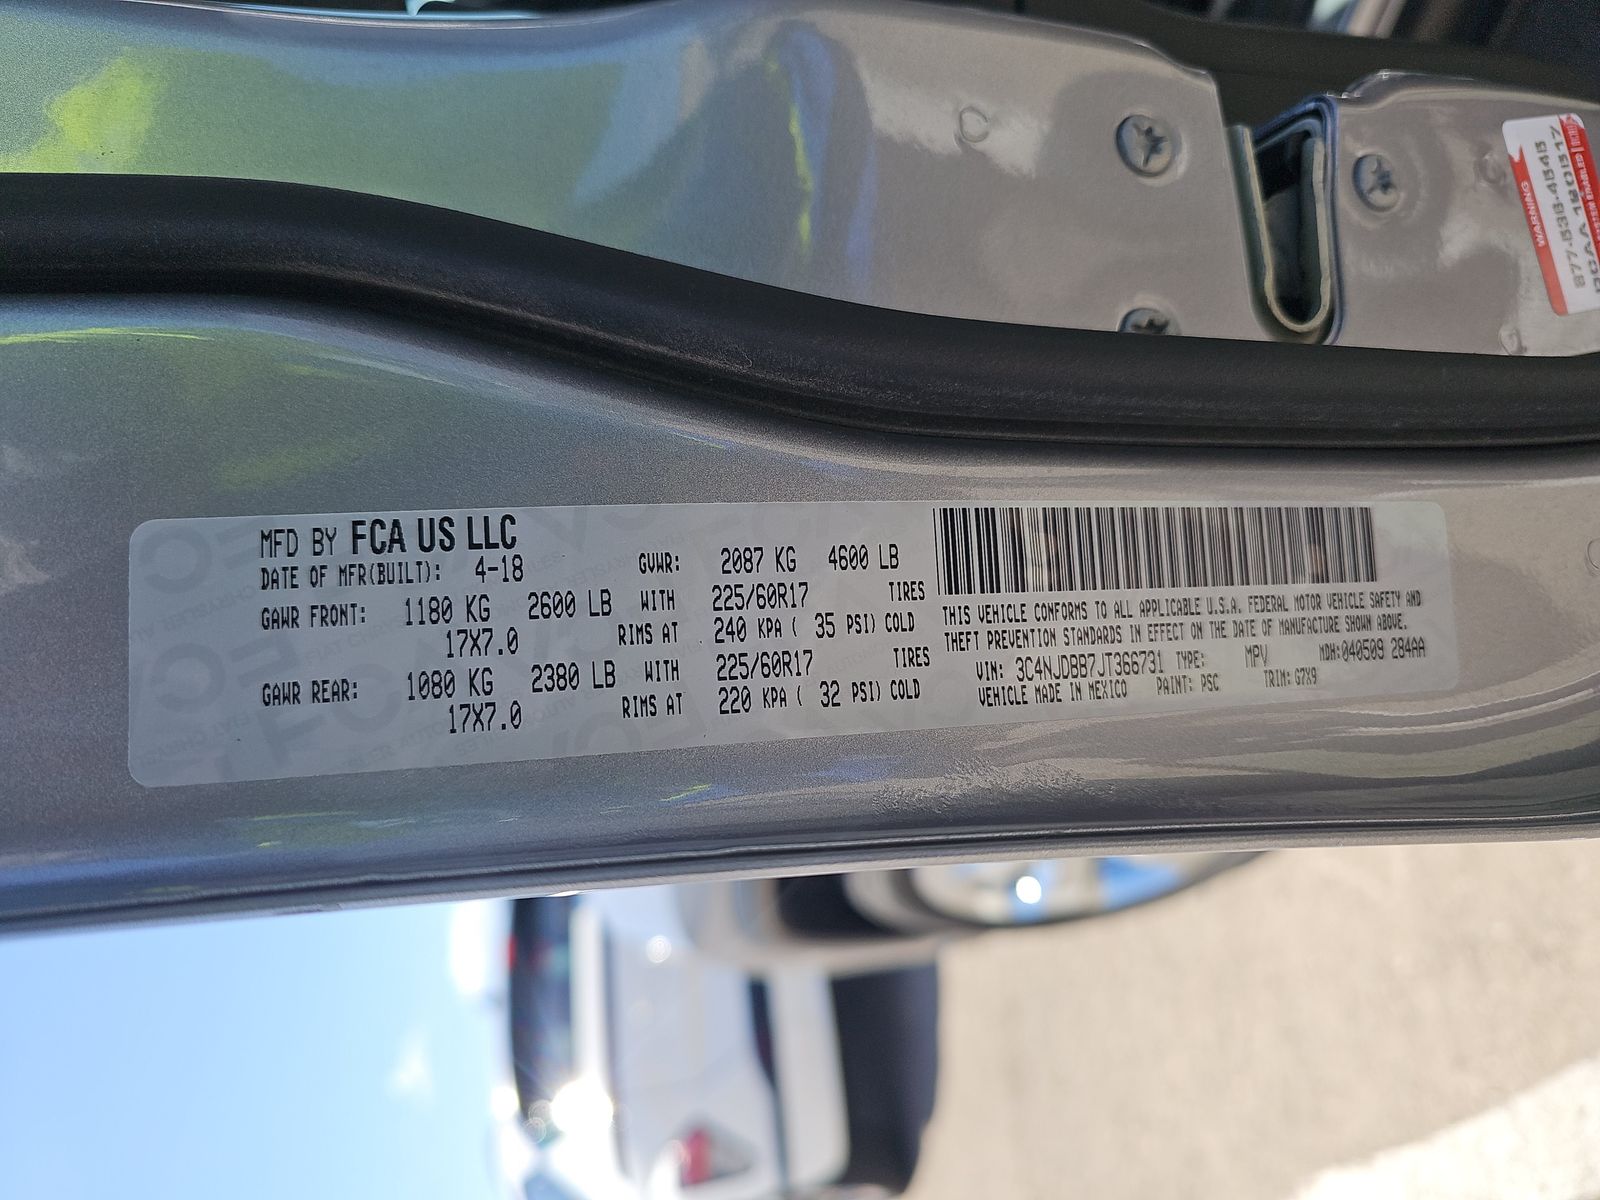 MFD BY FCA US LLC
DATE OF MFR(BUILT): 4-18 GVWR: 2087 KG 4600 LB
GAWR FRONT: 1180 KG 2600 LB WITH 225/60R17 TIRES
17X7.0 RIMS AT 240 KPA ( 35 PSI) COLD
GAWR REAR: 1080 KG 2380 LB WITH 225/60R17 TIRES
17X7.0 RIMS AT 220 KPA ( 32 PSI) COLD
THIS VEHICLE CONFORMS TO ALL APPLICABLE U.S.A. FEDERAL MOTOR VEHICLE SAFETY AND
THEFT PREVENTION STANDARDS IN EFFECT ON THE DATE OF MANUFACTURE SHOWN ABOVE.
VIN: 3C4NJDBB7JT366731 TYPE: MPV MDH:040509 284AA
VEHICLE MADE IN MEXICO PAINT: PSC TRIM: G7X9
WARNING
877-538-4545